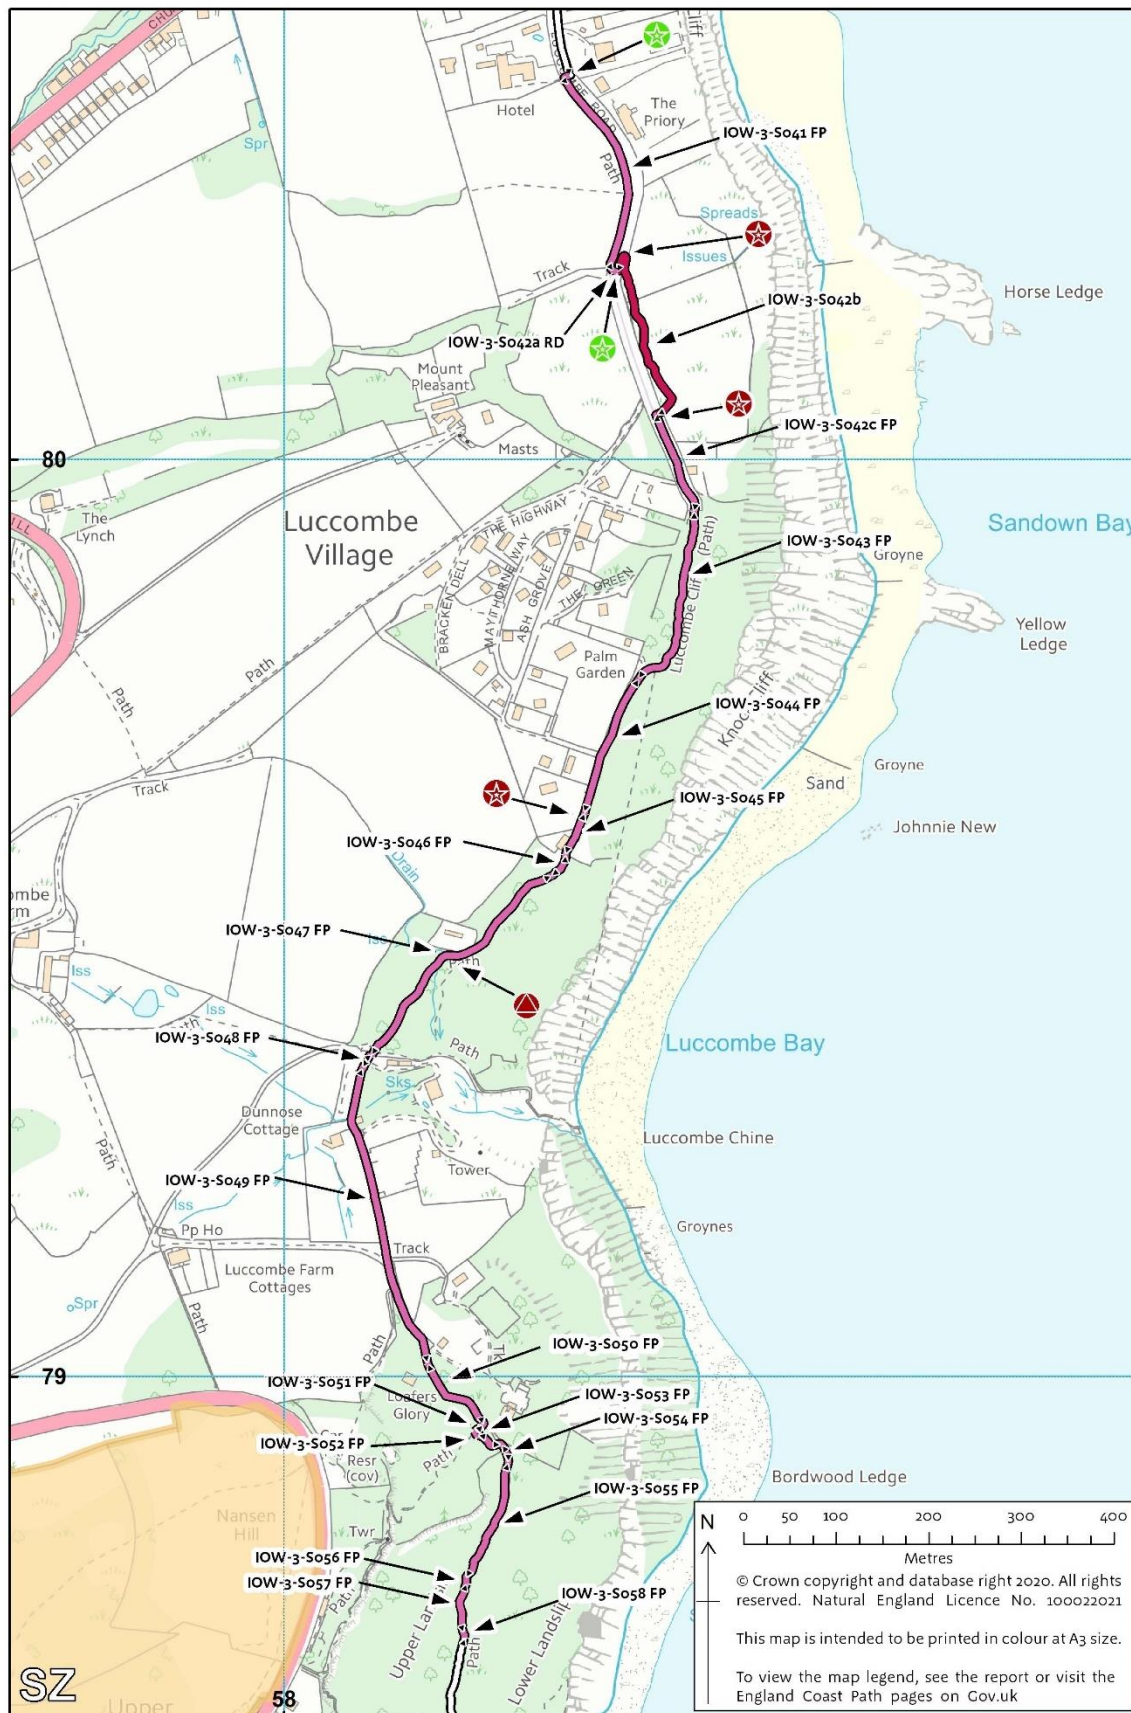 Hotel
The
Priory
Path
IOW-3-S041 FP
Spr
Spreads
Issues
Track
Horse Ledge
IOW-3-S042b
IOW-3-S042a RD
Mount
Pleasant
IOW-3-S042c FP
Masts
80
The
Lynch
Luccombe
Village
THE HIGHWAY
Sandown Bay
BRACKEN DELL
MAYTHORNE WAY
ASH GROVE
THE GREEN
IOW-3-S043 FP
Groyne
Yellow
Ledge
Path
Path
Palm
Garden
IOW-3-S044 FP
Groyne
Track
Sand
IOW-3-S045 FP
Johnnie New
IOW-3-S046 FP
Drain
IOW-3-S047 FP
Path
Iss
Iss
Path
IOW-3-S048 FP
Luccombe Bay
Sks
Dunnose
Cottage
Luccombe Chine
Path
Tower
IOW-3-S049 FP
Iss
Groynes
Pp Ho
Track
Luccombe Farm
Cottages
Spr
Path
Path
IOW-3-S050 FP
79
IOW-3-S051 FP
IOW-3-S053 FP
Loafers
Glory
IOW-3-S054 FP
IOW-3-S052 FP
Path
Resr
(cov)
Bordwood Ledge
IOW-3-S055 FP
Nansen
Hill
Twr
IOW-3-S056 FP
IOW-3-S057 FP
IOW-3-S058 FP
Path
Path
Lower Landslip
SZ
Upper
58
N
0 50 100 200 300 400
Metres
© Crown copyright and database right 2020. All rights
reserved. Natural England Licence No. 100022021
This map is intended to be printed in colour at A3 size.
To view the map legend, see the report or visit the
England Coast Path pages on Gov.uk